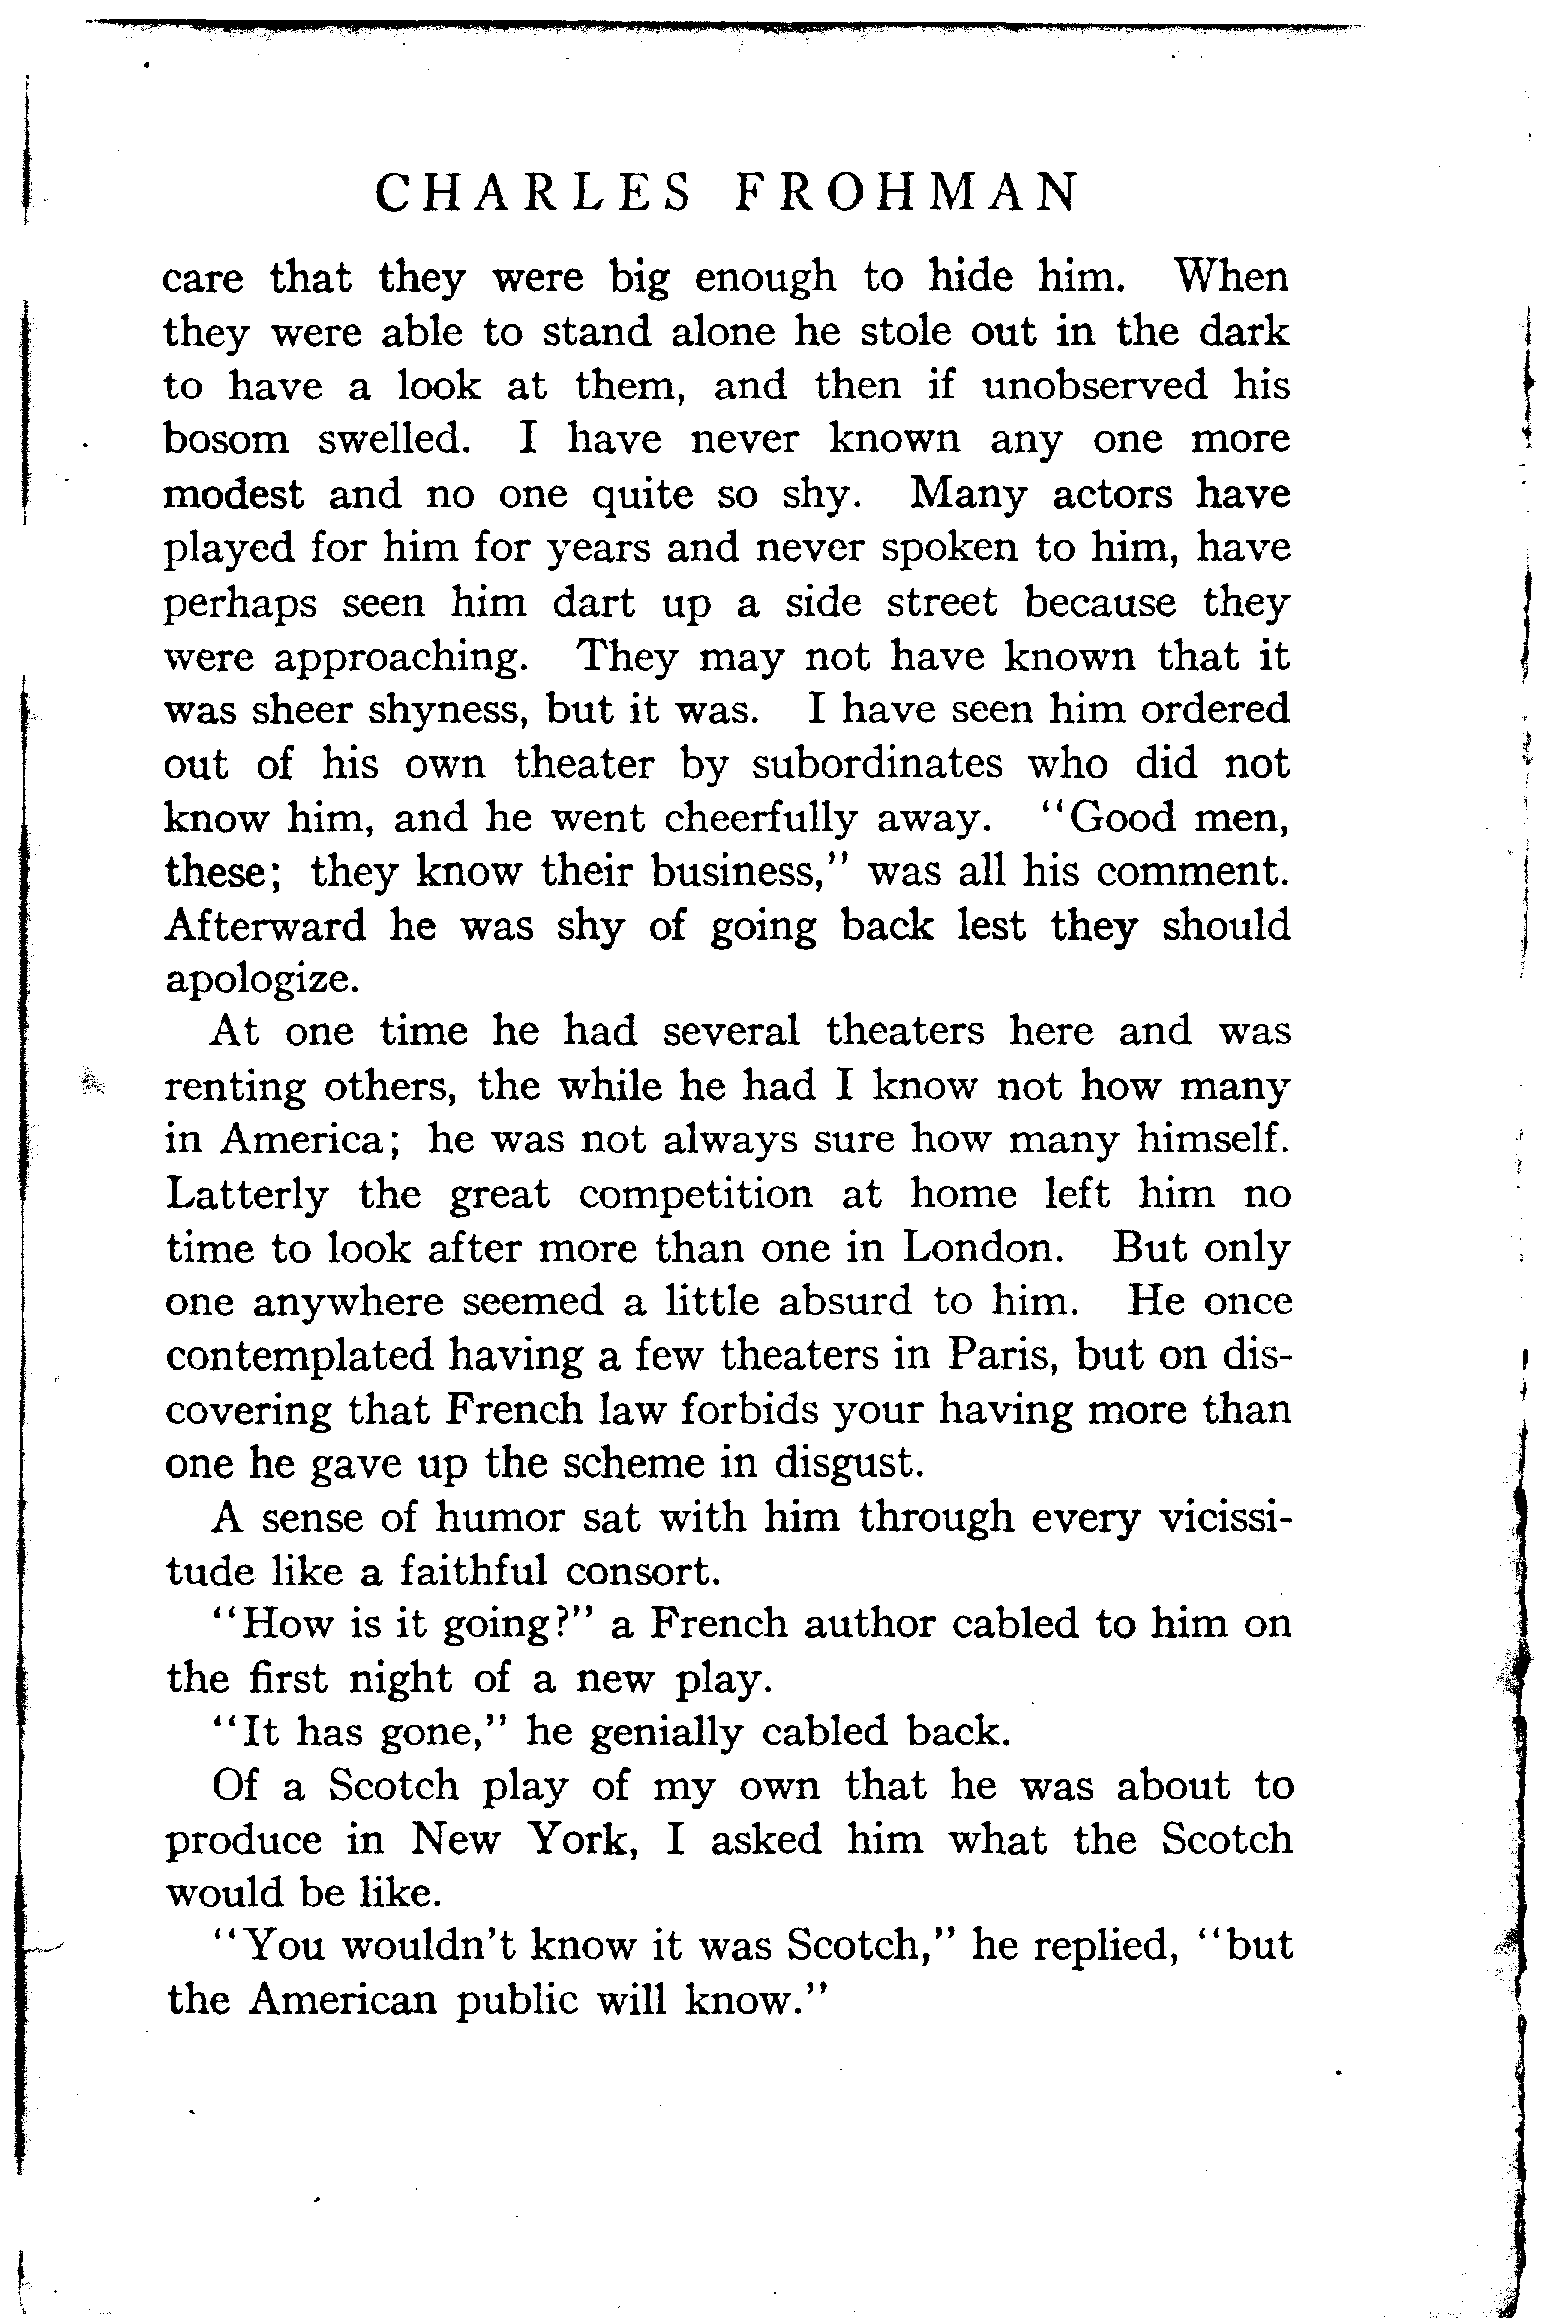 CHARLES FROHMAN
care that they were big enough to hide him. When
they were able to stand alone he stole out in the dark
to have a look at them, and then if unobserved his
bosom swelled. I have never known any one more
modest and no one quite so shy. Many actors have
played for him for years and never spoken to him, have
perhaps seen him dart up a side street because they
were approaching. They may not have known that it
was sheer shyness, but it was. I have seen him ordered
out of his own theater by subordinates who did not
know him, and he went cheerfully away. "Good men,
these; they know their business," was all his comment.
Afterward he was shy of going back lest they should
apologize.
At one time he had several theaters here and was
renting others, the while he had I know not how many
in America; he was not always sure how many himself.
Latterly the great competition at home left him no
time to look after more than one in London. But only
one anywhere seemed a little absurd to him. He once
contemplated having a few theaters in Paris, but on dis-
covering that French law forbids your having more than
one he gave up the scheme in disgust.
A sense of humor sat with him through every vicissi-
tude like a faithful consort.
"How is it going?" a French author cabled to him on
the first night of a new play.
"It has gone," he genially cabled back.
Of a Scotch play of my own that he was about to
produce in New York, I asked him what the Scotch
would be like.
"You wouldn't know it was Scotch," he replied, "but
the American public will know."